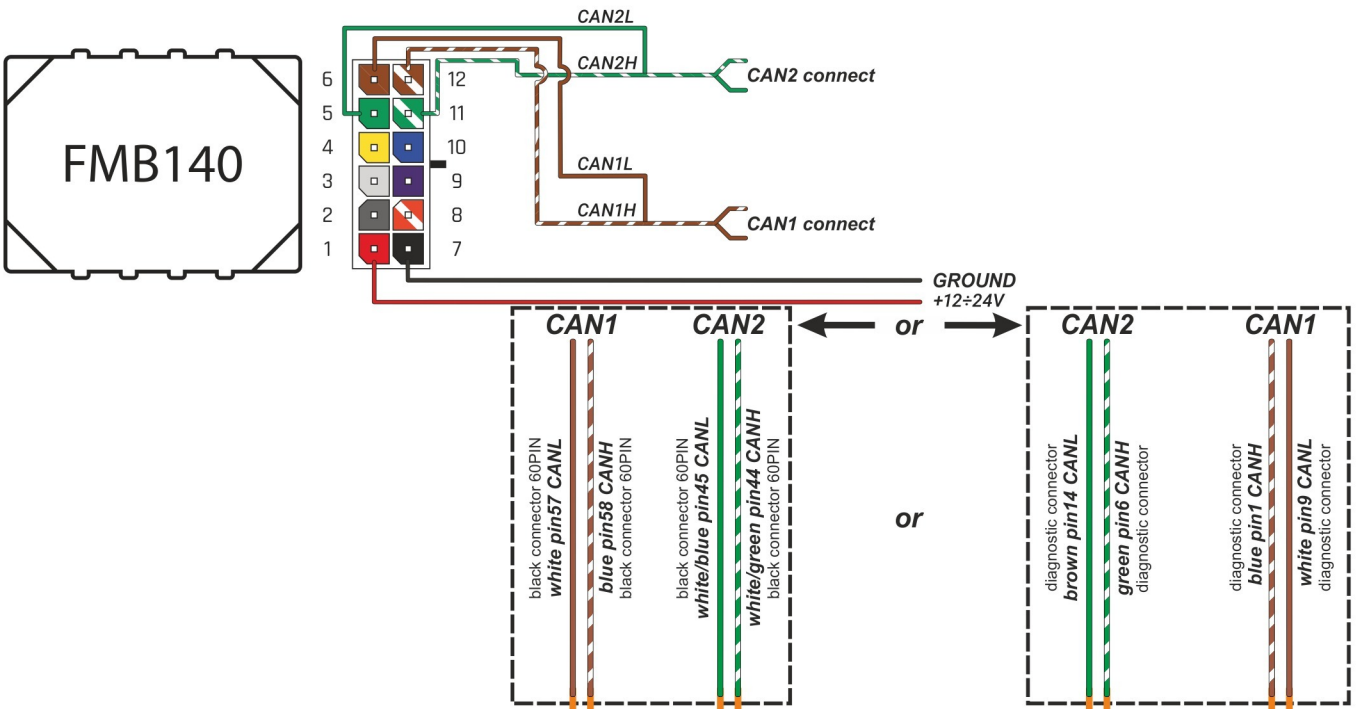 FMB140
6
12
5
11
4
10
3
9
2
8
1
7
CAN2L
CAN2H
CAN2 connect
CAN1L
CAN1H
CAN1 connect
GROUND
+12÷24V
CAN1
CAN2
or
CAN2
CAN1
black connector 60PIN
white pin57 CANL
blue pin58 CANH
black connector 60PIN
black connector 60PIN
white/blue pin45 CANL
white/green pin44 CANH
black connector 60PIN
or
diagnostic connector
brown pin14 CANL
green pin6 CANH
diagnostic connector
diagnostic connector
blue pin1 CANH
white pin9 CANL
diagnostic connector